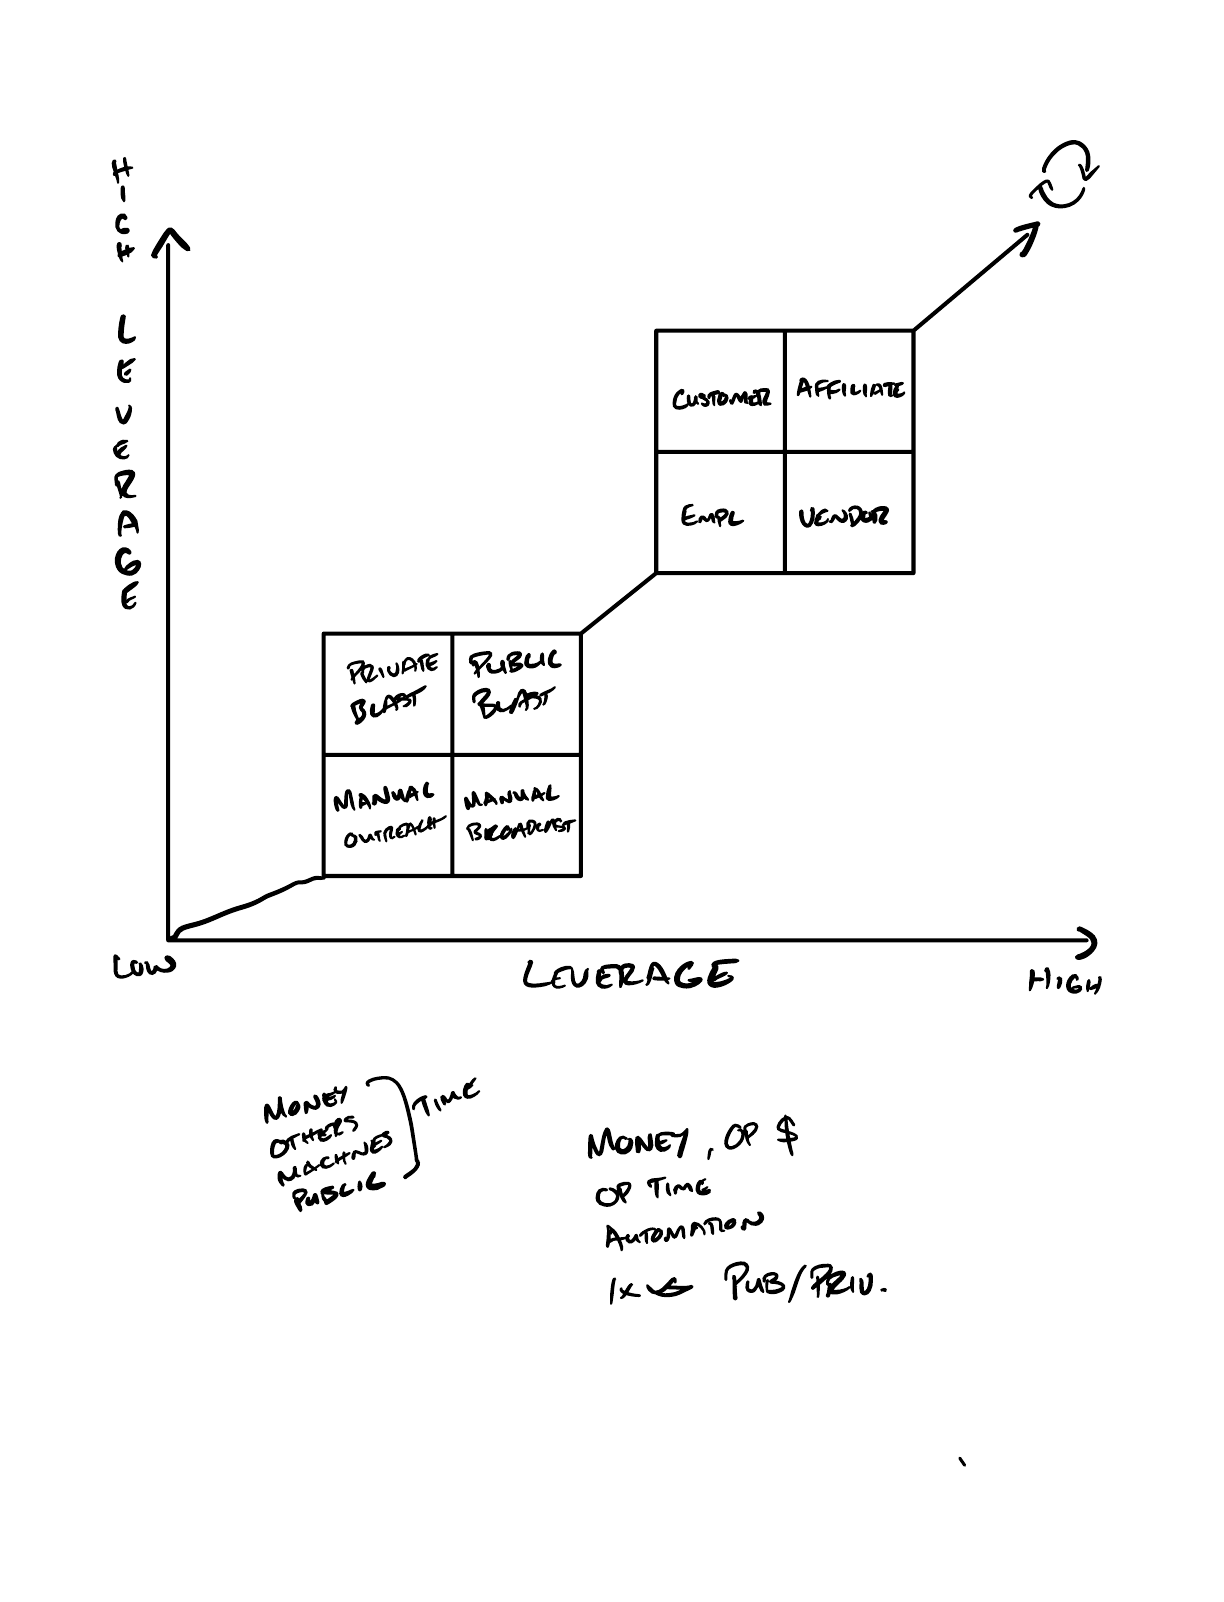 HIGH LEVERAGE
CUSTOMER
AFFILIATE
EMPL
VENDOR
PRIVATE
BLAST
PUBLIC
BLAST
MANUAL
OUTREACH
MANUAL
BROADCAST
LOW
LEVERAGE
HIGH
MONEY
OTHERS
MACHINES
PUBLIC
TIME
MONEY, OP $
OP TIME
AUTOMATION
1x PUB/PRIV.